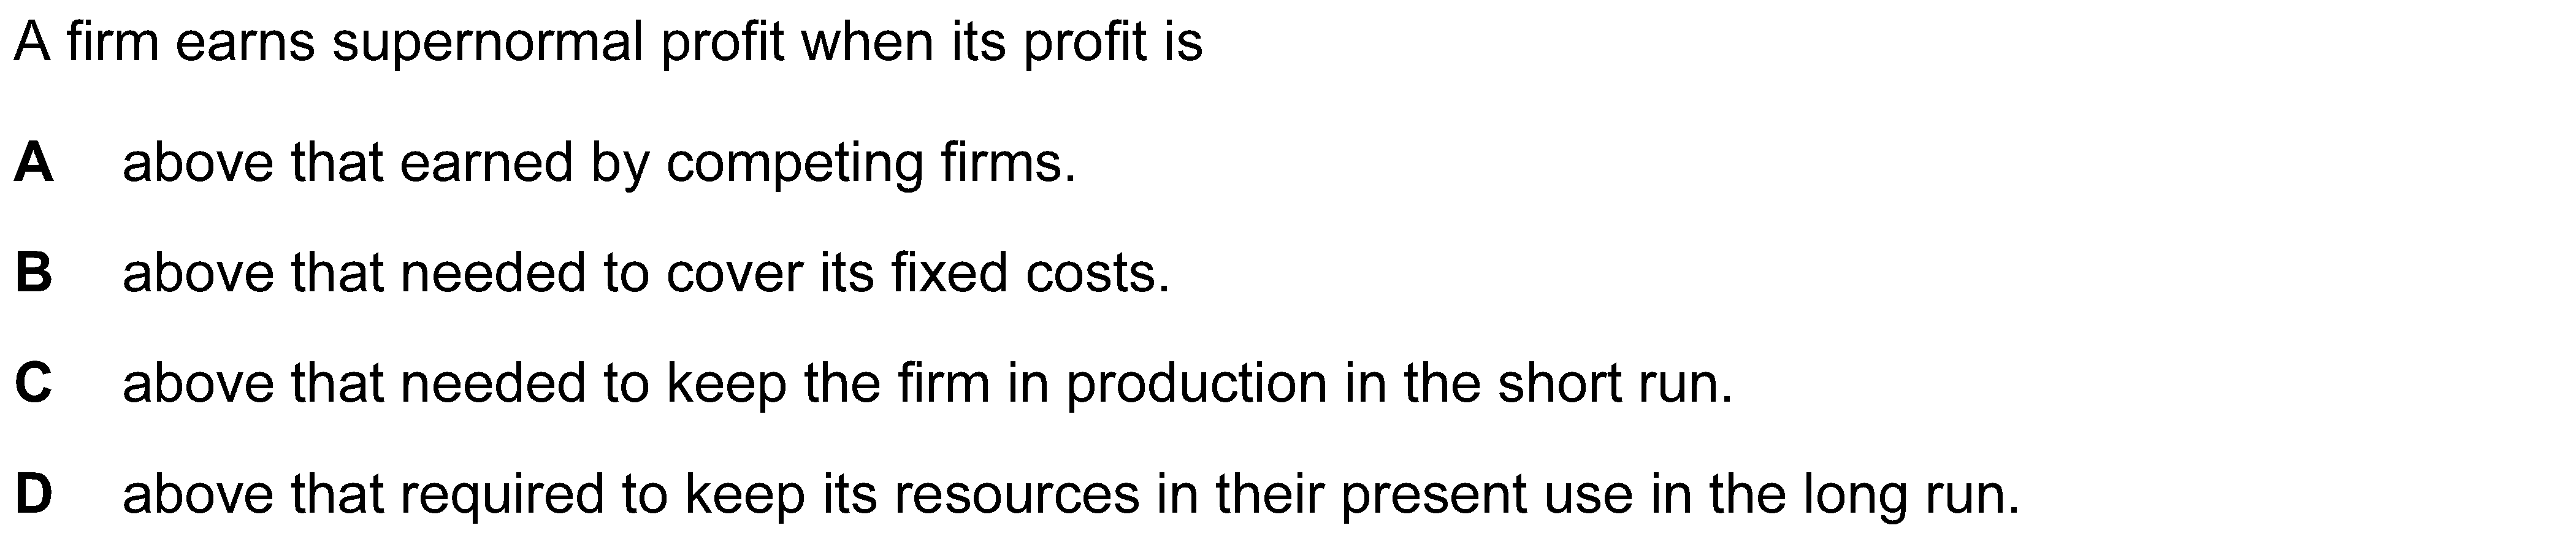 A firm earns supernormal profit when its profit is
A above that earned by competing firms.
B above that needed to cover its fixed costs.
C above that needed to keep the firm in production in the short run.
D above that required to keep its resources in their present use in the long run.